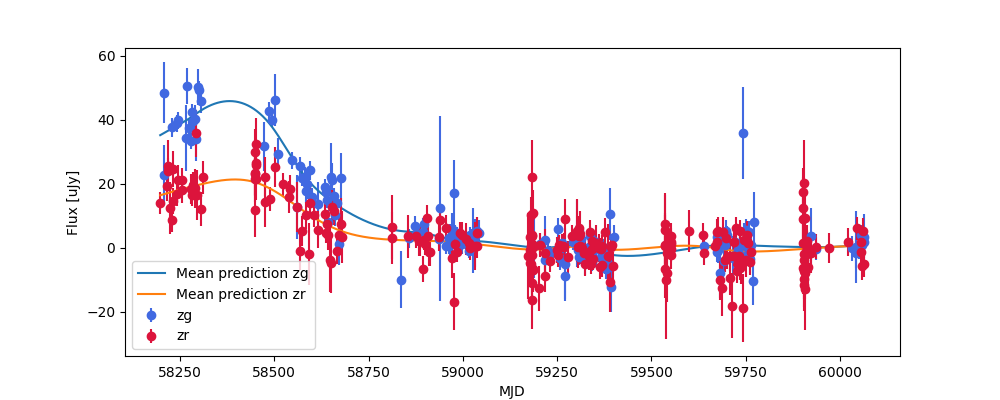 60
40
20
0
−20
Flux [uJy]
Mean prediction zg
Mean prediction zr
zg
zr
58250 58500 58750 59000 59250 59500 59750 60000
MJD